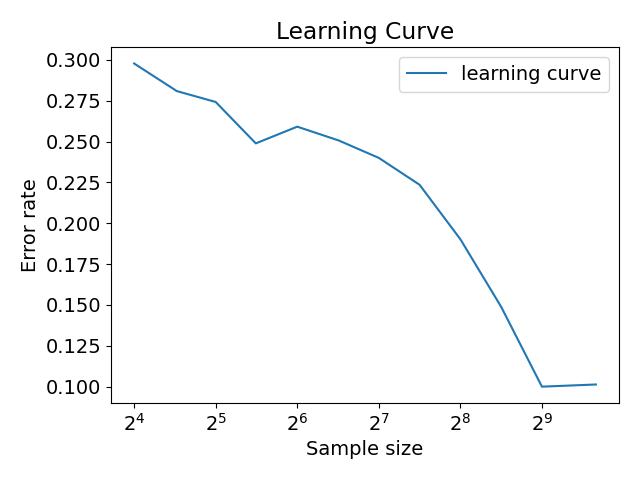 Learning Curve
learning curve
0.300
0.275
0.250
0.225
0.200
0.175
0.150
0.125
0.100
Error rate
2⁴ 2⁵ 2⁶ 2⁷ 2⁸ 2⁹
Sample size